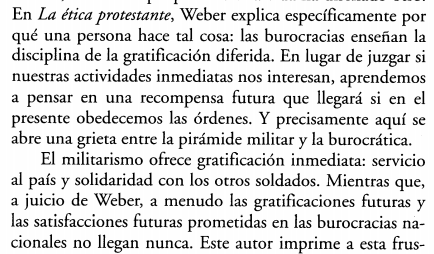 En La ética protestante, Weber explica específicamente por
qué una persona hace tal cosa: las burocracias enseñan la
disciplina de la gratificación diferida. En lugar de juzgar si
nuestras actividades inmediatas nos interesan, aprendemos
a pensar en una recompensa futura que llegará si en el
presente obedecemos las órdenes. Y precisamente aquí se
abre una grieta entre la pirámide militar y la burocrática.
El militarismo ofrece gratificación inmediata: servicio
al país y solidaridad con los otros soldados. Mientras que,
a juicio de Weber, a menudo las gratificaciones futuras y
las satisfacciones futuras prometidas en las burocracias na-
cionales no llegan nunca. Este autor imprime a esta frus-